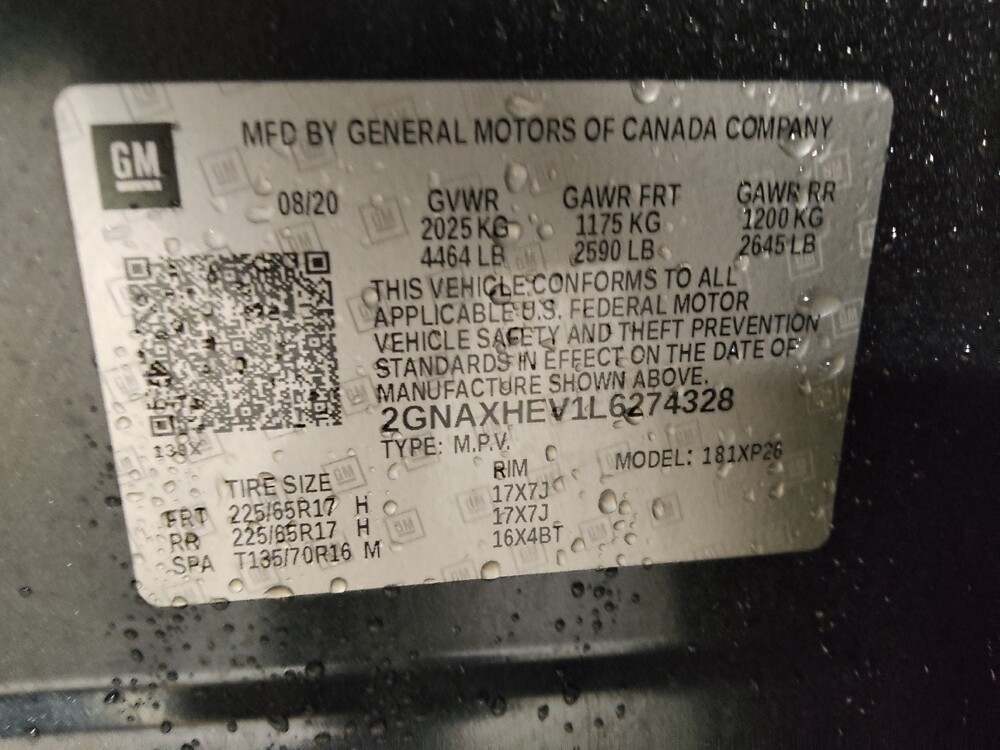 GM
MFD BY GENERAL MOTORS OF CANADA COMPANY
08/20 GVWR GAWR FRT GAWR RR
2025 KG 1175 KG 1200 KG
4464 LB 2590 LB 2645 LB
THIS VEHICLE CONFORMS TO ALL
APPLICABLE U.S. FEDERAL MOTOR
VEHICLE SAFETY AND THEFT PREVENTION
STANDARDS IN EFFECT ON THE DATE OF
MANUFACTURE SHOWN ABOVE.
2GNAXHEV1L6274328
TYPE: M.P.V. MODEL: 181XP26
TIRE SIZE RIM
FRT 225/65R17 H 17X7J
RR 225/65R17 H 17X7J
SPA T135/70R16 M 16X4BT